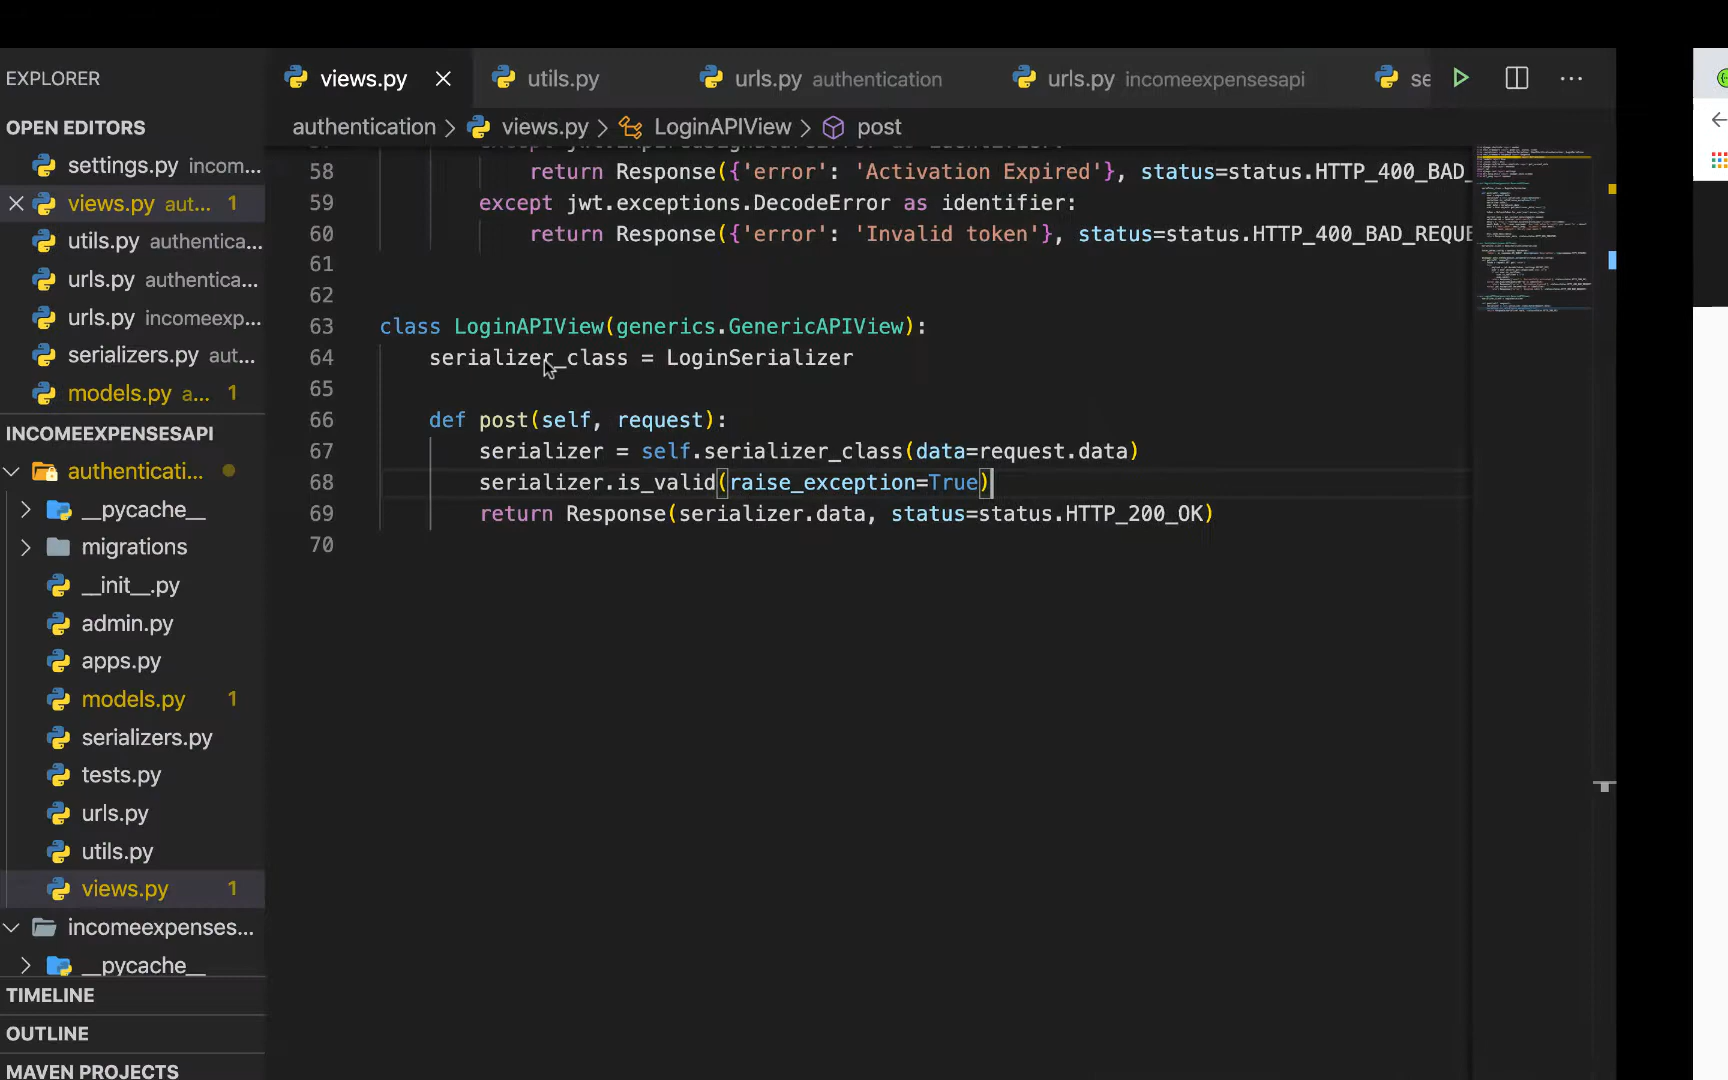 EXPLORER
views.py
utils.py
urls.py authentication
urls.py incomeexpensesapi
se
OPEN EDITORS
settings.py incom...
views.py aut... 1
utils.py authentica...
urls.py authentica...
urls.py incomeexp...
serializers.py aut...
models.py a... 1
INCOMEEXPENSESAPI
authenticati...
__pycache__
migrations
__init__.py
admin.py
apps.py
models.py 1
serializers.py
tests.py
urls.py
utils.py
views.py 1
incomeexpenses...
__pycache__
TIMELINE
OUTLINE
MAVEN PROJECTS
authentication > views.py > LoginAPIView > post
58 return Response({'error': 'Activation Expired'}, status=status.HTTP_400_BAD_
59 except jwt.exceptions.DecodeError as identifier:
60 return Response({'error': 'Invalid token'}, status=status.HTTP_400_BAD_REQUE
61
62
63 class LoginAPIView(generics.GenericAPIView):
64 serializer_class = LoginSerializer
65
66 def post(self, request):
67 serializer = self.serializer_class(data=request.data)
68 serializer.is_valid(raise_exception=True)
69 return Response(serializer.data, status=status.HTTP_200_OK)
70